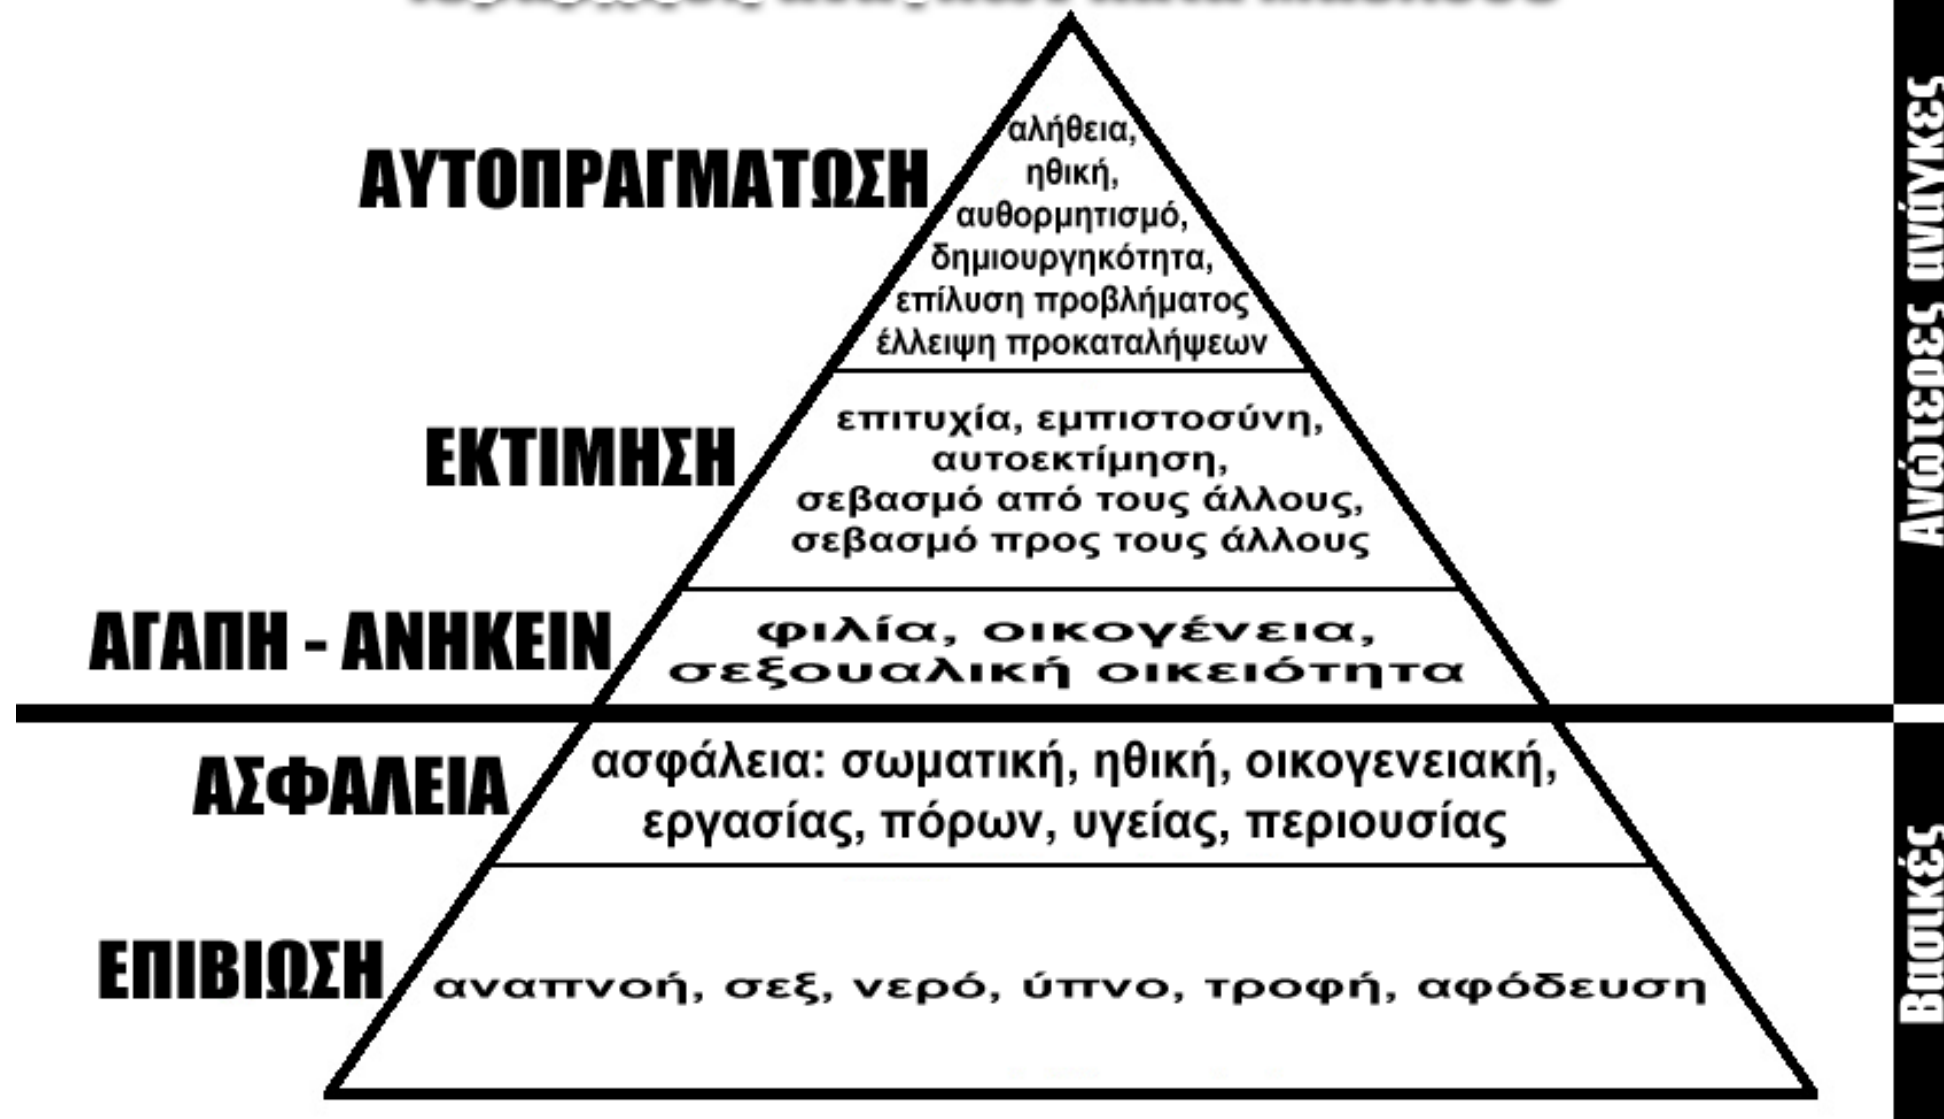 ΑΥΤΟΠΡΑΓΜΑΤΩΣΗ
αλήθεια,
ηθική,
αυθορμητισμό,
δημιουργηκότητα,
επίλυση προβλήματος
έλλειψη προκαταλήψεων
ΕΚΤΙΜΗΣΗ
επιτυχία, εμπιστοσύνη,
αυτοεκτίμηση,
σεβασμό από τους άλλους,
σεβασμό προς τους άλλους
ΑΓΑΠΗ - ΑΝΗΚΕΙΝ
φιλία, οικογένεια,
σεξουαλική οικειότητα
ΑΣΦΑΛΕΙΑ
ασφάλεια: σωματική, ηθική, οικογενειακή,
εργασίας, πόρων, υγείας, περιουσίας
ΕΠΙΒΙΩΣΗ
αναπνοή, σεξ, νερό, ύπνο, τροφή, αφόδευση
Ανώτερες ανάγκες
Βασικές